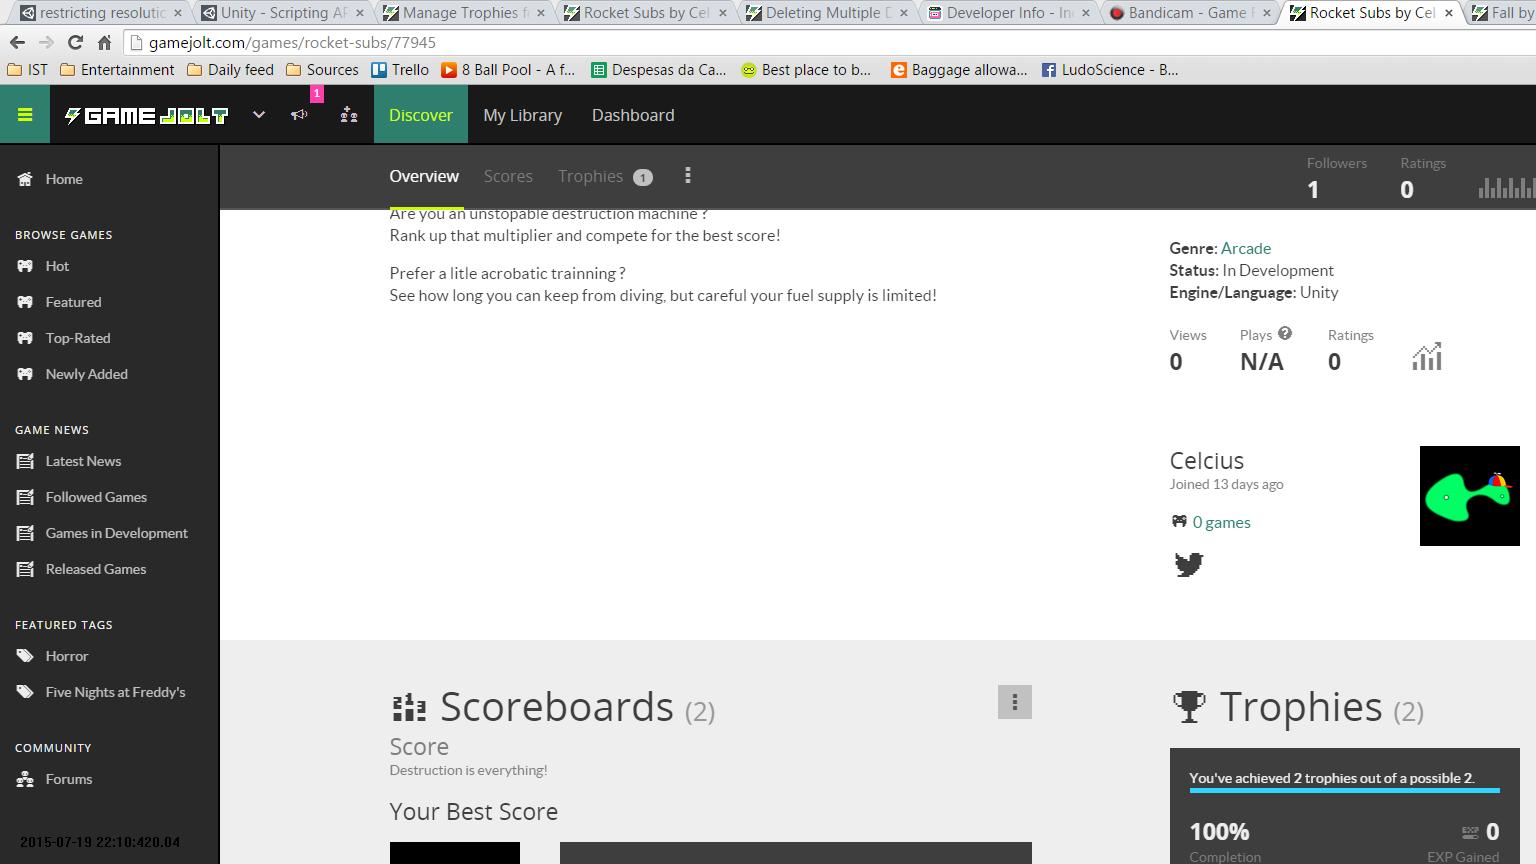 restricting resolutic
Unity - Scripting AP
Manage Trophies f
Rocket Subs by Cel
Deleting Multiple D
Developer Info - In
Bandicam - Game
Rocket Subs by Cel
Fall by
gamejolt.com/games/rocket-subs/77945
IST
Entertainment
Daily feed
Sources
Trello
8 Ball Pool - A f...
Despesas da Ca...
Best place to b...
Baggage allowa...
LudoScience - B...
GAME JOLT
1
Discover
My Library
Dashboard
Home
BROWSE GAMES
Hot
Featured
Top-Rated
Newly Added
GAME NEWS
Latest News
Followed Games
Games in Development
Released Games
FEATURED TAGS
Horror
Five Nights at Freddy's
COMMUNITY
Forums
2015-07-19 22:10:420.04
Overview
Scores
Trophies 1
Followers
1
Ratings
0
Are you an unstopable destruction machine ?
Rank up that multiplier and compete for the best score!
Prefer a litle acrobatic trainning ?
See how long you can keep from diving, but careful your fuel supply is limited!
Genre: Arcade
Status: In Development
Engine/Language: Unity
Views
0
Plays ?
N/A
Ratings
0
Celcius
Joined 13 days ago
0 games
Scoreboards (2)
Score
Destruction is everything!
Your Best Score
Trophies (2)
You've achieved 2 trophies out of a possible 2.
100%
Completion
EXP 0
EXP Gained